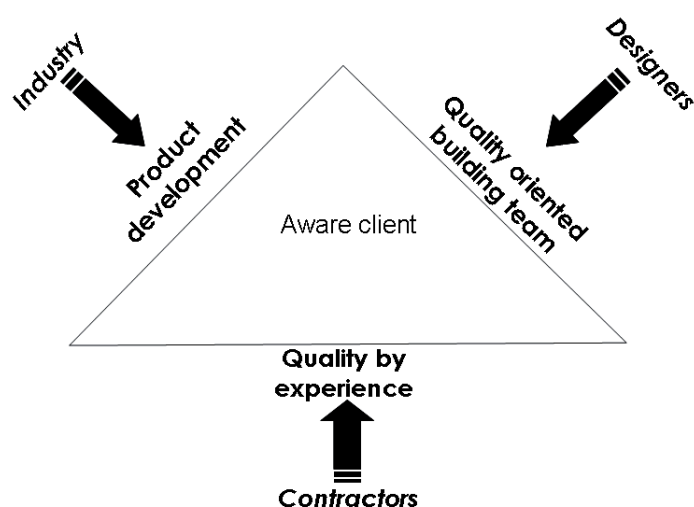 Industry
Designers
Product
development
Quality oriented
building team
Aware client
Quality by
experience
Contractors